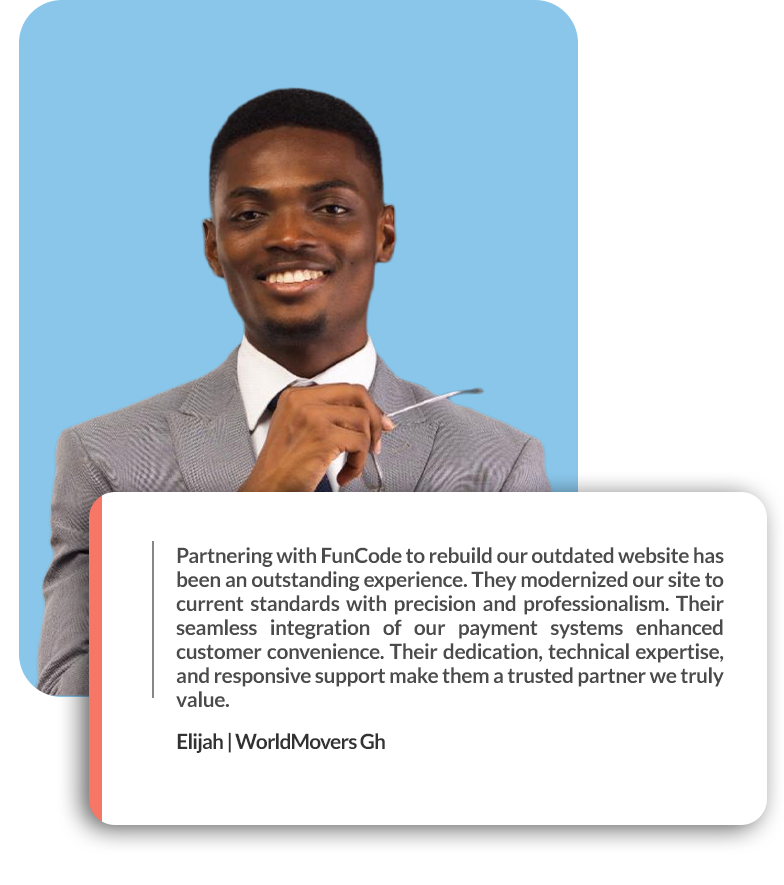 Partnering with FunCode to rebuild our outdated website has
been an outstanding experience. They modernized our site to
current standards with precision and professionalism. Their
seamless integration of our payment systems enhanced
customer convenience. Their dedication, technical expertise,
and responsive support make them a trusted partner we truly
value.
Elijah | WorldMovers Gh